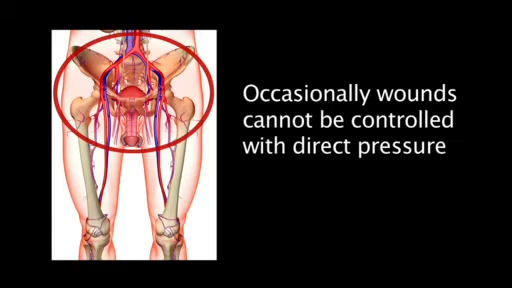 Occasionally wounds
cannot be controlled
with direct pressure